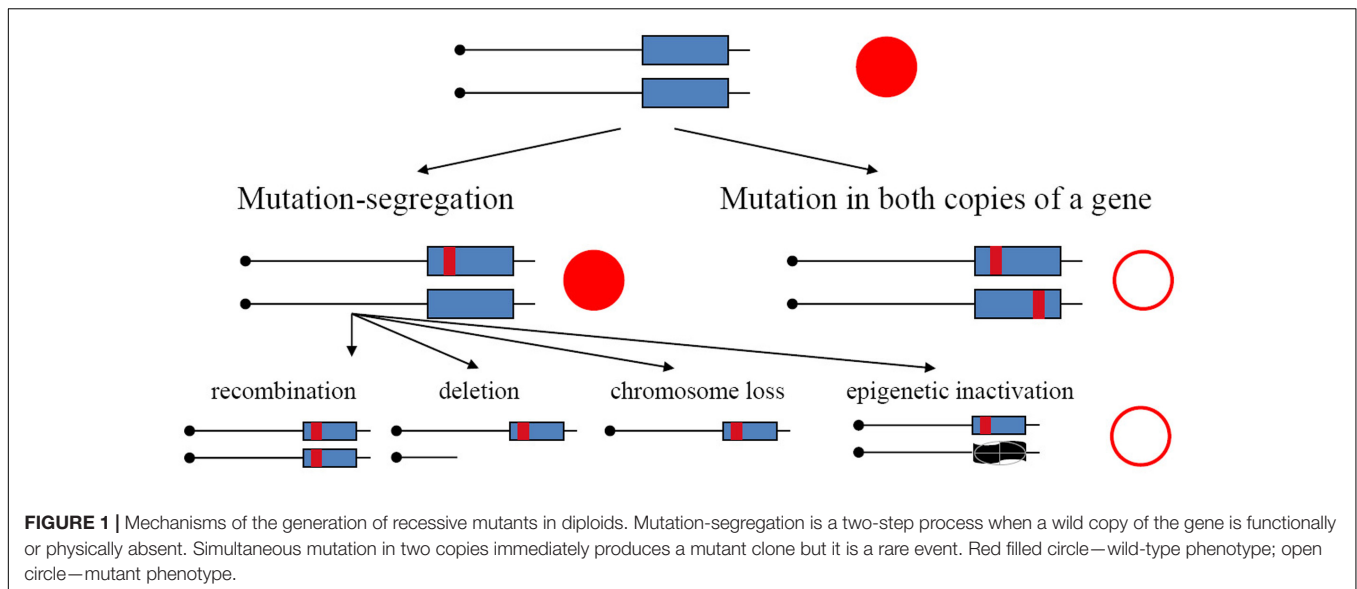 Mutation-segregation
Mutation in both copies of a gene
recombination
deletion
chromosome loss
epigenetic inactivation
FIGURE 1 | Mechanisms of the generation of recessive mutants in diploids. Mutation-segregation is a two-step process when a wild copy of the gene is functionally
or physically absent. Simultaneous mutation in two copies immediately produces a mutant clone but it is a rare event. Red filled circle—wild-type phenotype; open
circle—mutant phenotype.